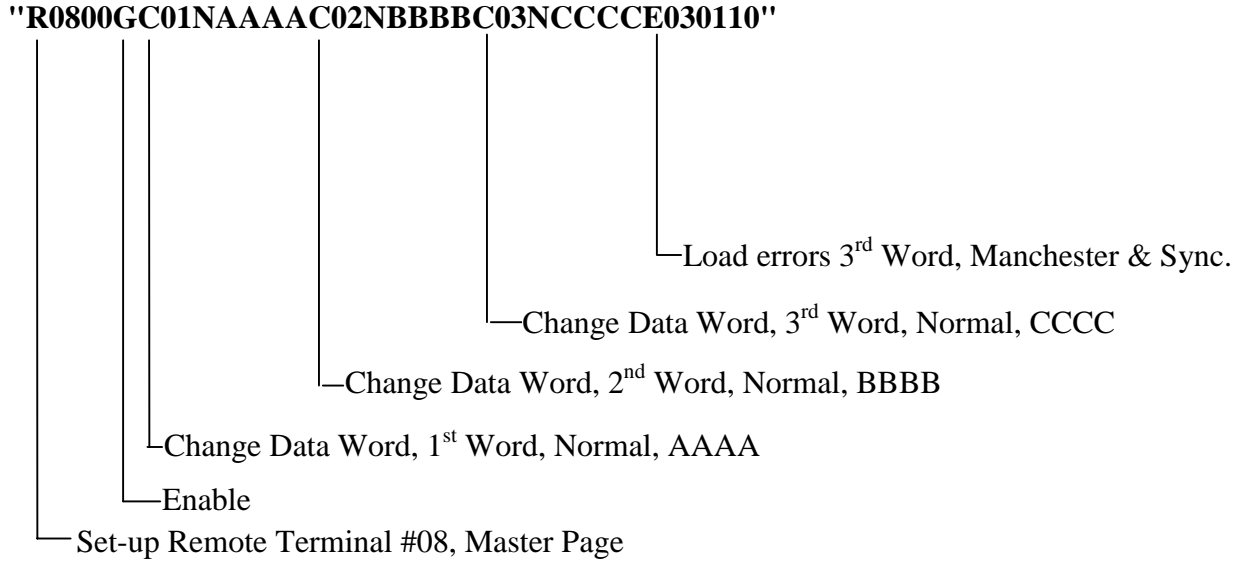 "R0800GC01NAAAAC02NBBBBC03NCCCCE030110"
Load errors 3rd Word, Manchester & Sync.
Change Data Word, 3rd Word, Normal, CCCC
Change Data Word, 2nd Word, Normal, BBBB
Change Data Word, 1st Word, Normal, AAAA
Enable
Set-up Remote Terminal #08, Master Page